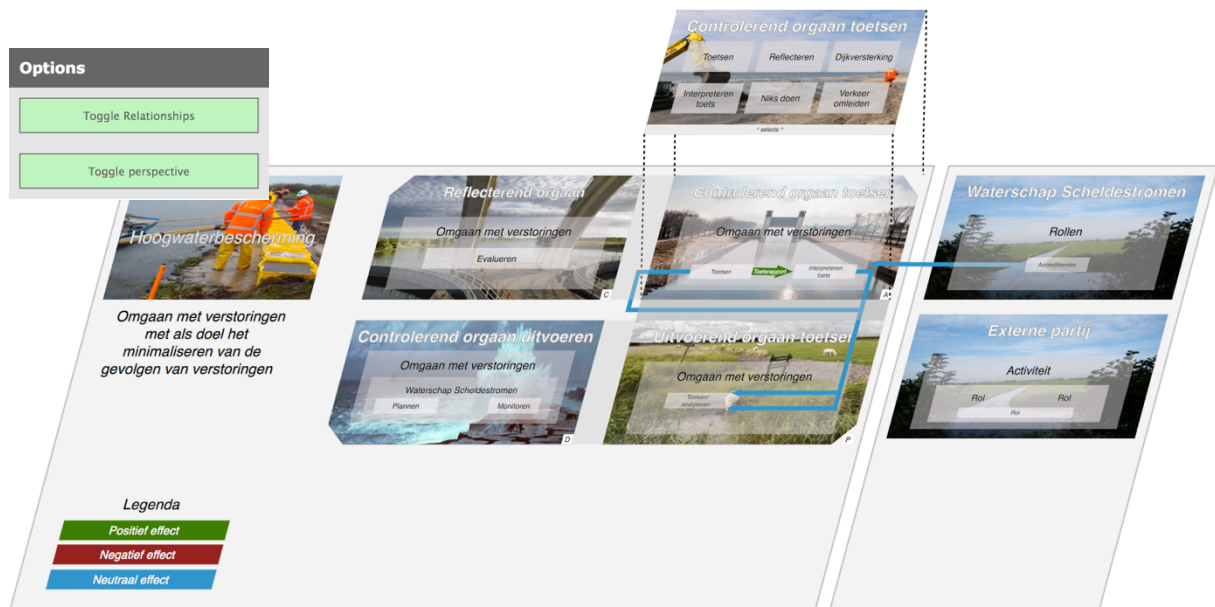 Options
Toggle Relationships
Toggle perspective
Controlerend orgaan toetsen
Toetsen
Reflecteren
Dijkversterking
Interpreteren
toets
Niks doen
Verkeer
omleiden
* selecta *
Hoogwaterbescherming
Omgaan met verstoringen
met als doel het
minimaliseren van de
gevolgen van verstoringen
Reflecterend orgaan
Omgaan met verstoringen
Evalueren
C
Controlerend orgaan toetsen
Omgaan met verstoringen
Toetsen
Toetsrapport
Interpreteren
toets
A
Controlerend orgaan uitvoeren
Omgaan met verstoringen
Waterschap Scheldestromen
Plannen
Monitoren
D
Uitvoerend orgaan toetsen
Omgaan met verstoringen
Toetsen/
analyseren
P
Waterschap Scheldestromen
Rollen
Externe partij
Activiteit
Rol
Rol
Rol
Legenda
Positief effect
Negatief effect
Neutraal effect